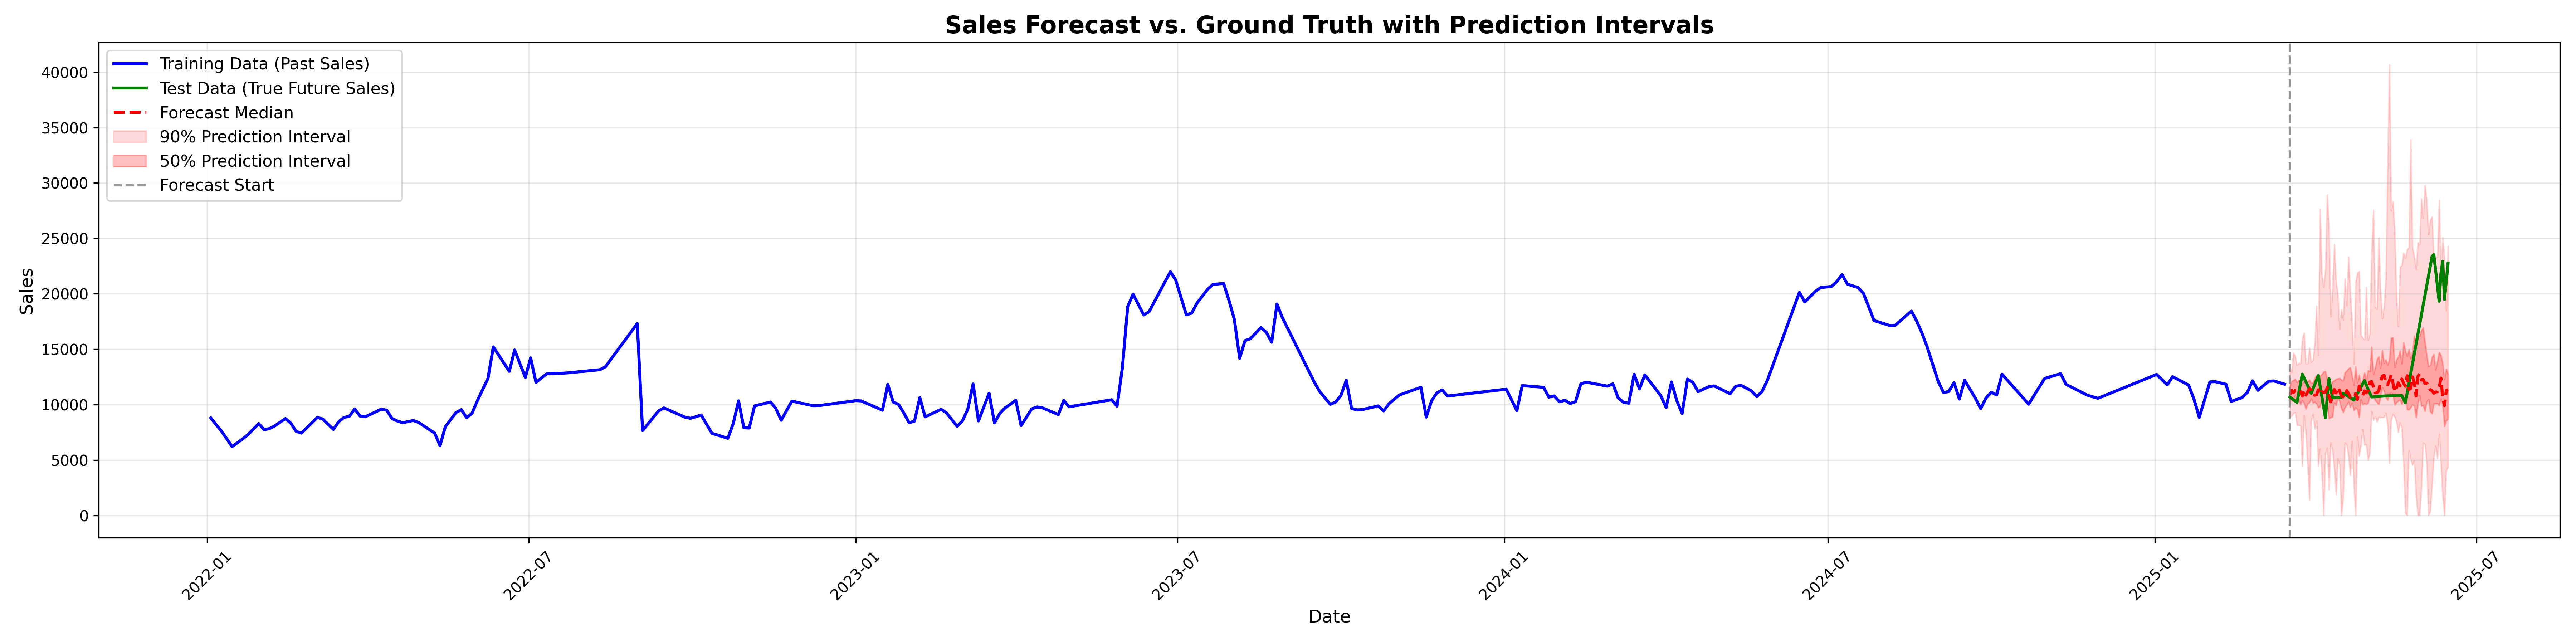 Sales Forecast vs. Ground Truth with Prediction Intervals
Training Data (Past Sales)
Test Data (True Future Sales)
Forecast Median
90% Prediction Interval
50% Prediction Interval
Forecast Start
Sales
40000
35000
30000
25000
20000
15000
10000
5000
0
2022-01
2022-07
2023-01
2023-07
2024-01
2024-07
2025-01
2025-07
Date